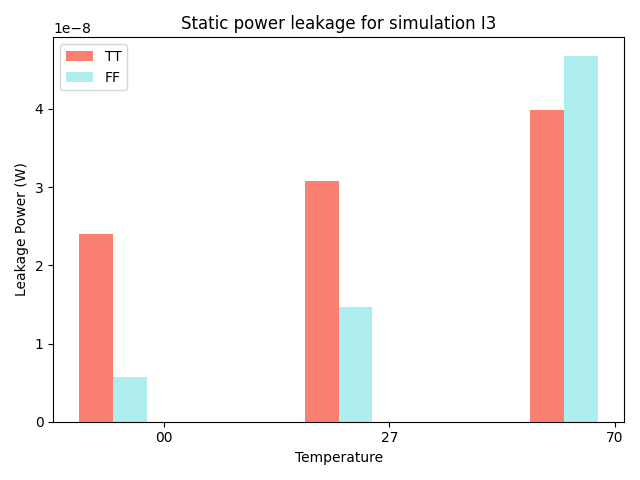 Static power leakage for simulation I3
1e−8
TT
FF
4
3
2
1
0
Leakage Power (W)
00
27
70
Temperature